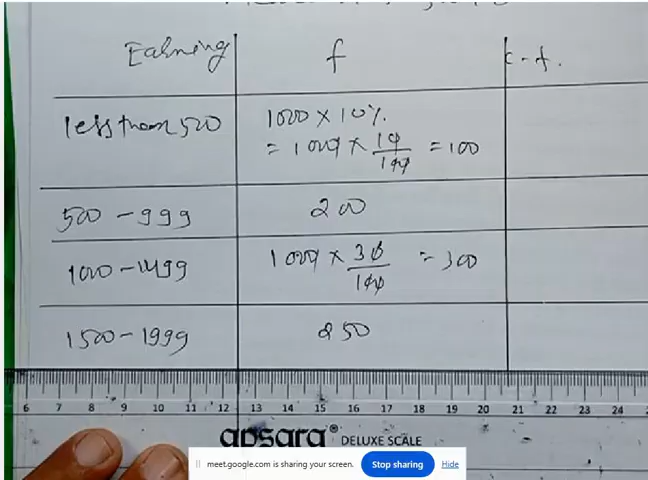 Earning f c.f.
less than 500 1000 × 10%
= 1000 × 10/100 = 100
500 - 999 200
1000 - 1499 1000 × 30/100 = 300
1500 - 1999 250
6 7 8 9 10 11 12 13 14 15 16 17 18 19 20 21 22 23 24
apsara® DELUXE SCALE
meet.google.com is sharing your screen. Stop sharing Hide